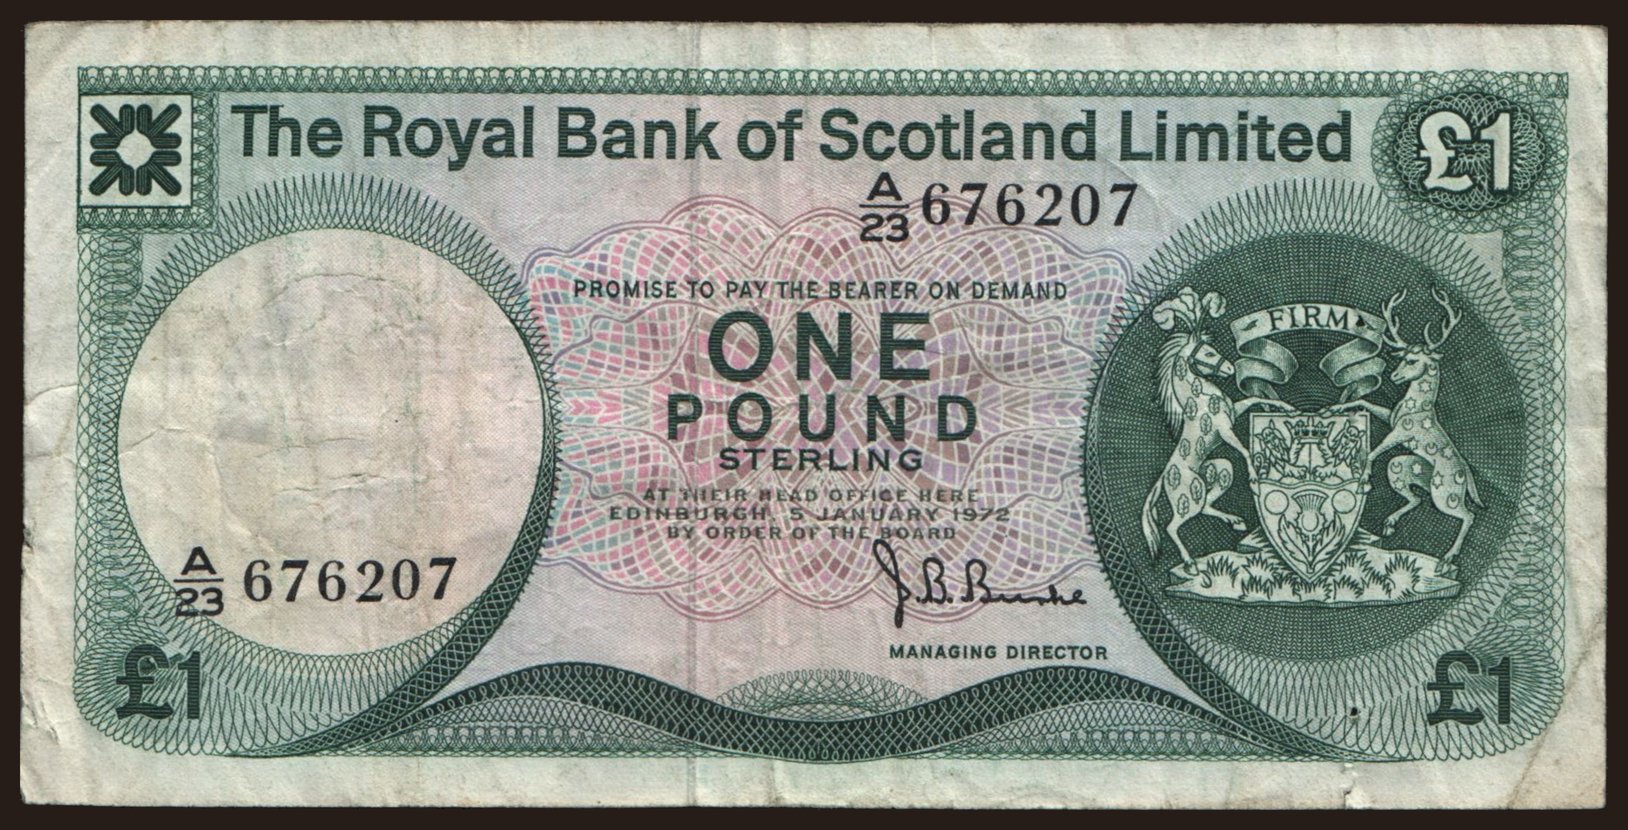 The Royal Bank of Scotland Limited
£1
A/23 676207
PROMISE TO PAY THE BEARER ON DEMAND
ONE
POUND
STERLING
AT THEIR HEAD OFFICE HERE
EDINBURGH, 5 JANUARY 1972
BY ORDER OF THE BOARD
FIRM
A/23 676207
J. B. Burke
MANAGING DIRECTOR
£1
£1